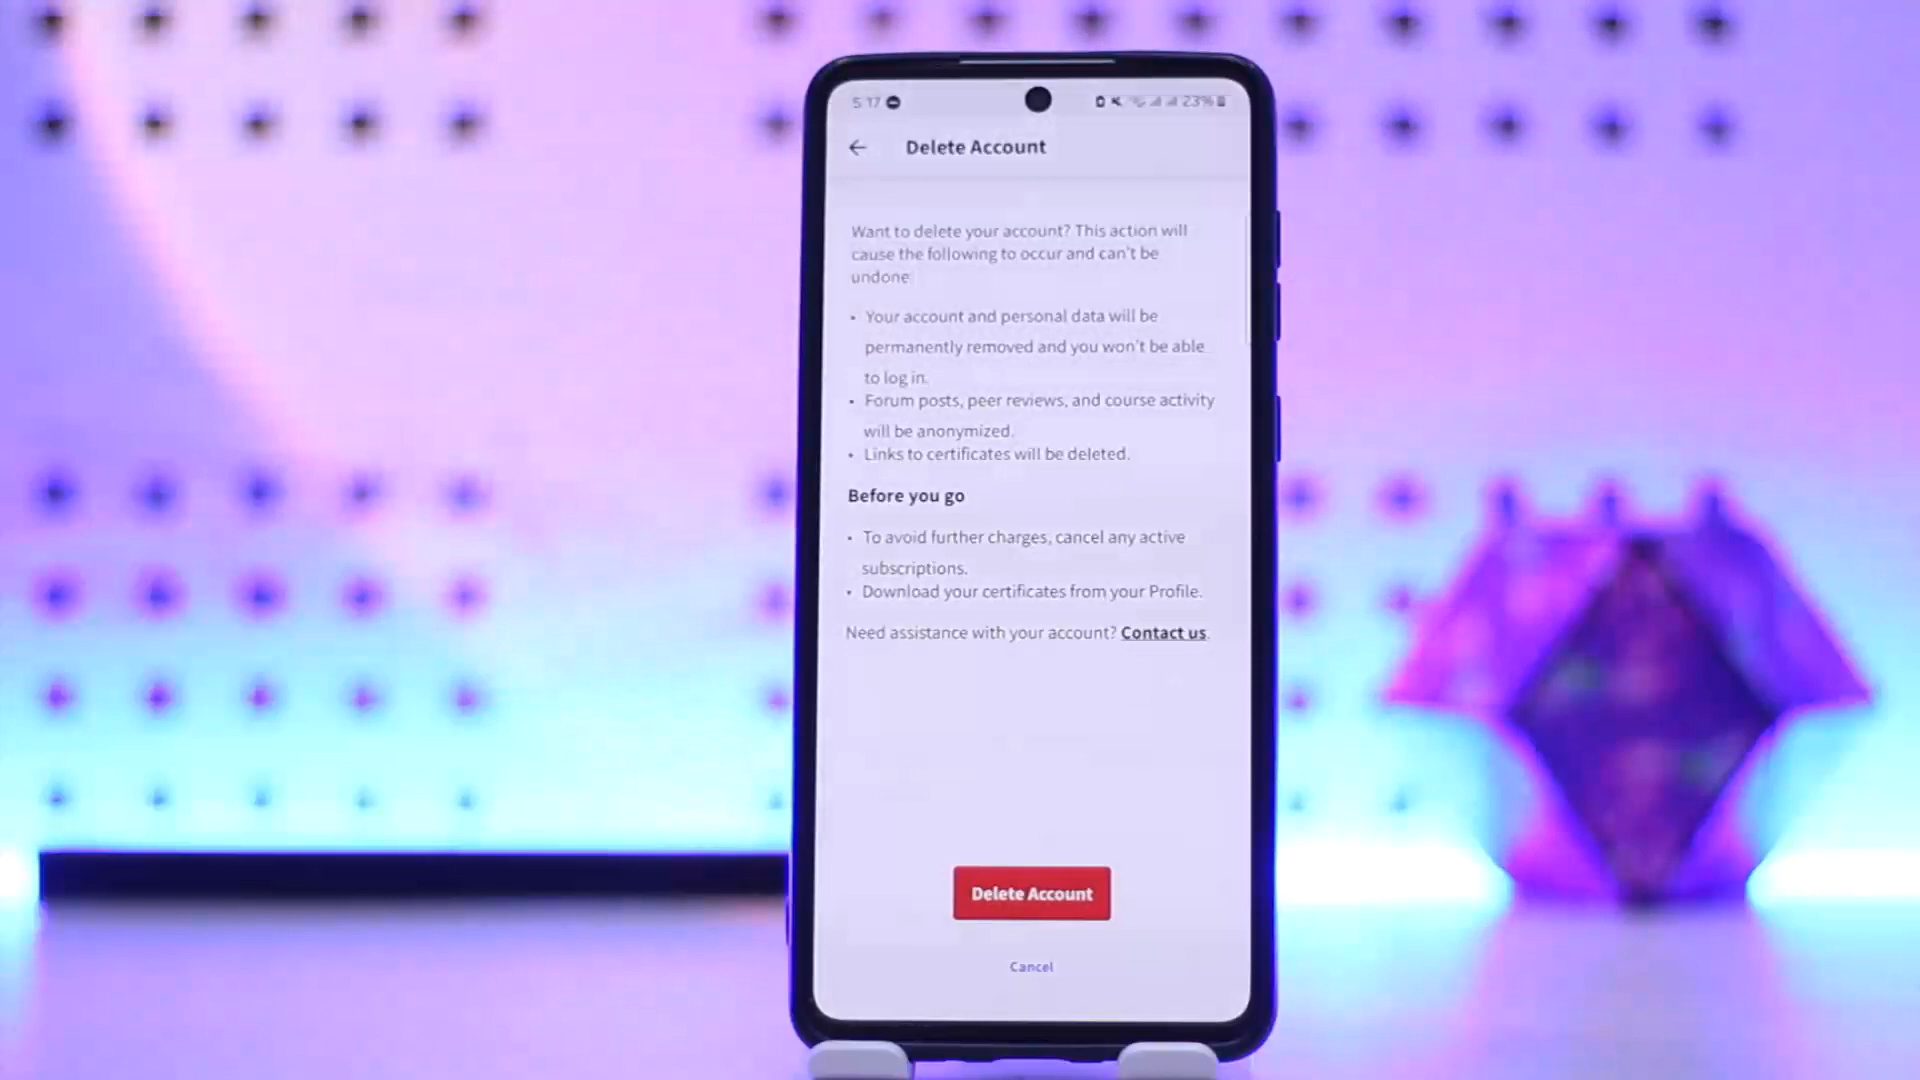 5:17
23%
Delete Account
Want to delete your account? This action will
cause the following to occur and can't be
undone:
• Your account and personal data will be
permanently removed and you won't be able
to log in.
• Forum posts, peer reviews, and course activity
will be anonymized.
• Links to certificates will be deleted.
Before you go
• To avoid further charges, cancel any active
subscriptions.
• Download your certificates from your Profile.
Need assistance with your account? Contact us.
Delete Account
Cancel